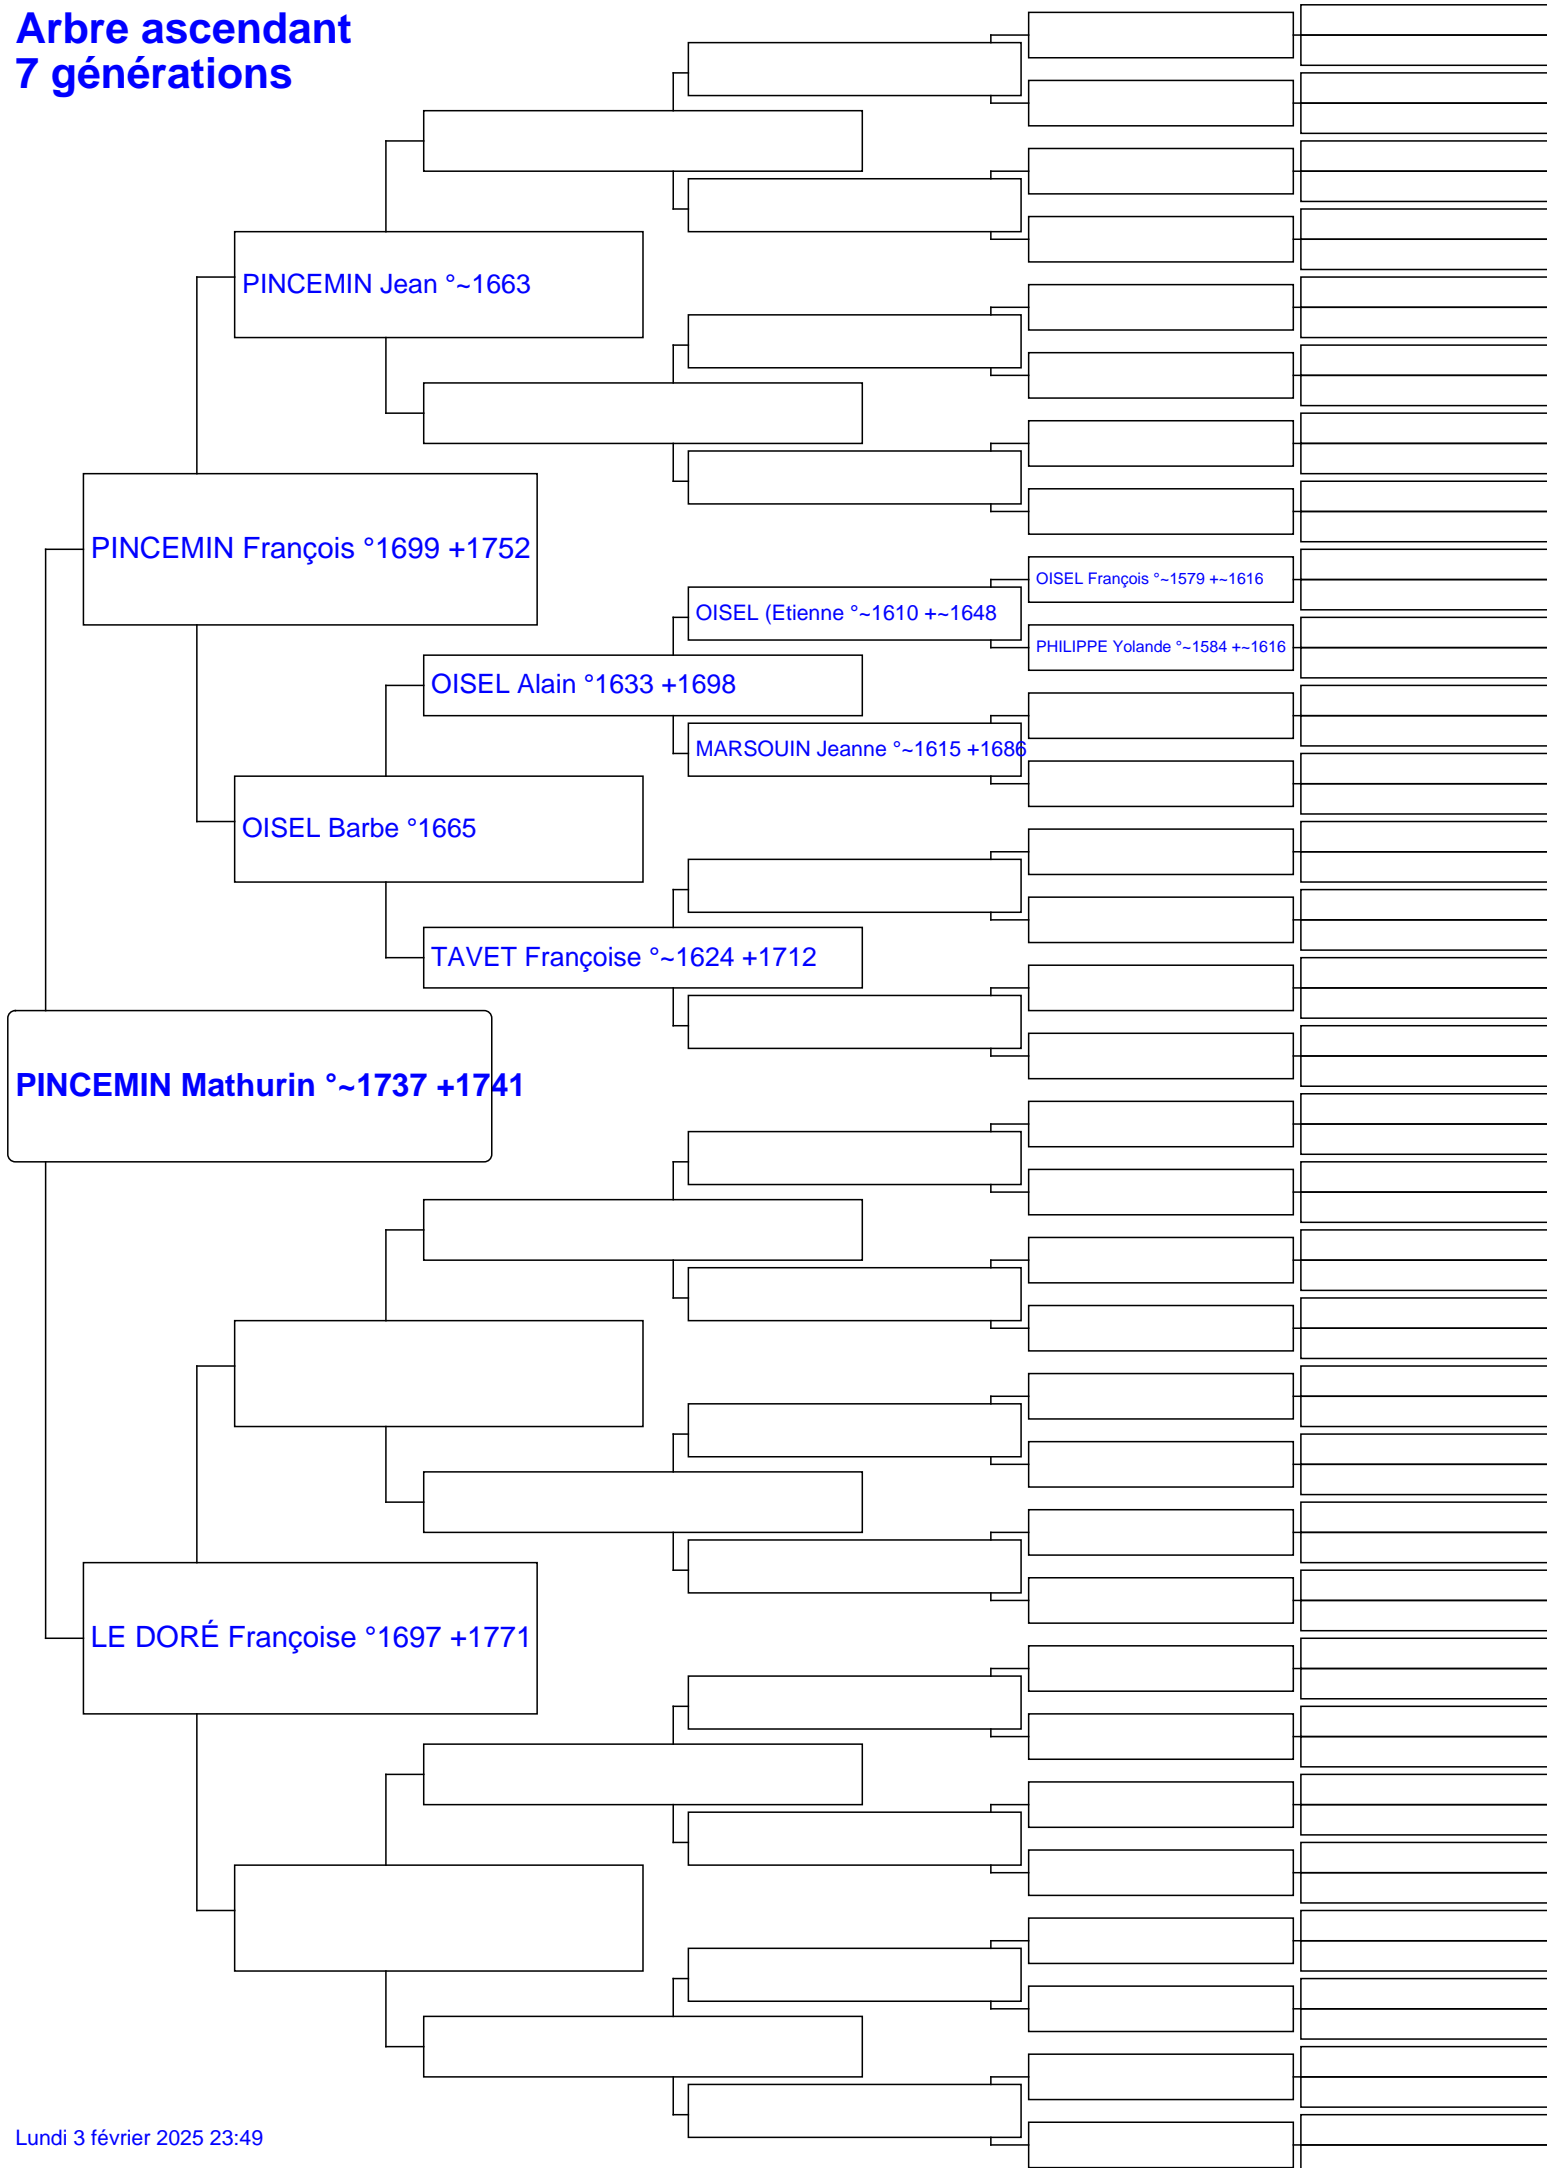 Arbre ascendant
7 générations
PINCEMIN Jean °~1663
PINCEMIN François °1699 +1752
OISEL François °~1579 +~1616
OISEL (Etienne °~1610 +~1648
PHILIPPE Yolande °~1584 +~1616
OISEL Alain °1633 +1698
MARSOUIN Jeanne °~1615 +1686
OISEL Barbe °1665
TAVET Françoise °~1624 +1712
PINCEMIN Mathurin °~1737 +1741
LE DORÉ Françoise °1697 +1771
Lundi 3 février 2025 23:49